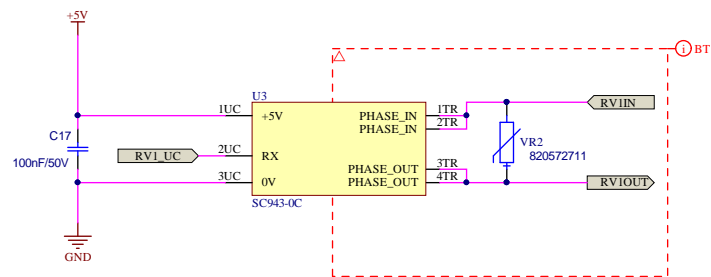 +5V
i BT
U3
1UC +5V PHASE_IN 1TR RV1IN
PHASE_IN 2TR
C17
100nF/50V
RV1_UC 2UC RX
VR2
820572711
PHASE_OUT 3TR
3UC 0V PHASE_OUT 4TR RV1OUT
SC943-0C
GND